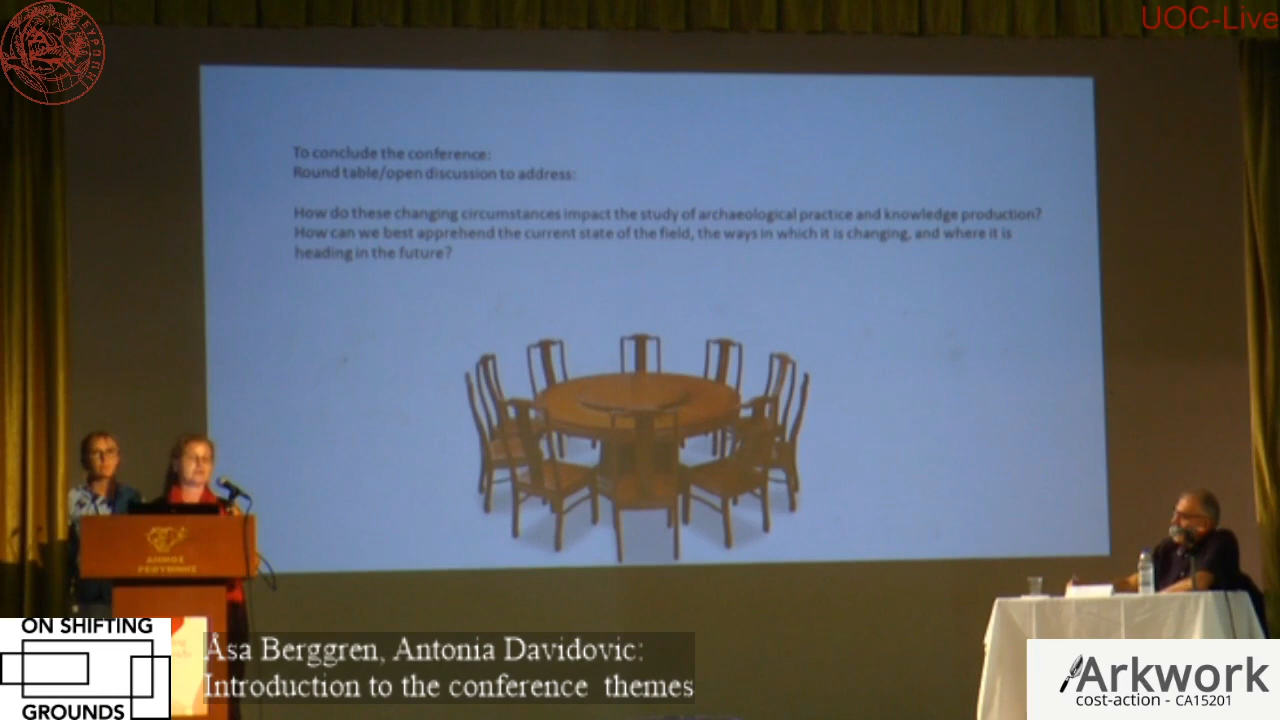 UOC-Live
To conclude the conference:
Round table/open discussion to address:
How do these changing circumstances impact the study of archaeological practice and knowledge production?
How can we best apprehend the current state of the field, the ways in which it is changing, and where it is
heading in the future?
ΔΗΜΟΣ
ΡΕΘΥΜΝΗΣ
ON SHIFTING
GROUNDS
Åsa Berggren, Antonia Davidovic:
Introduction to the conference themes
Arkwork
cost-action - CA15201